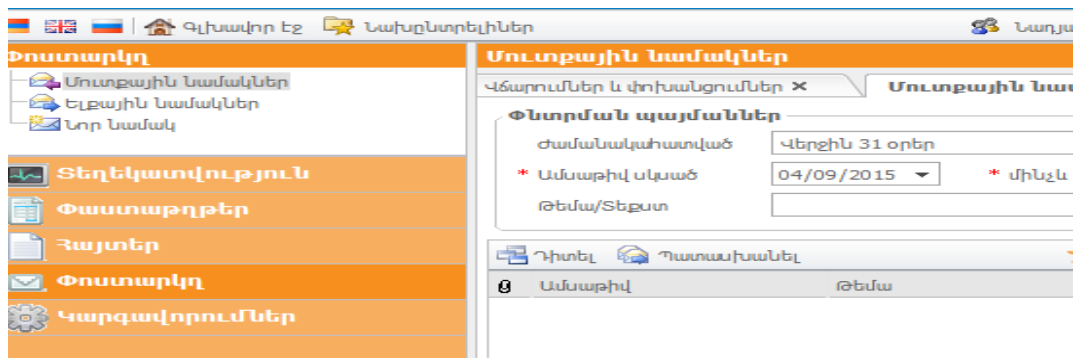 Գլխավոր էջ Նախընտրելիներ
Փոստարկղ
Մուտքային նամակներ
Ելքային նամակներ
Նոր նամակ
Տեղեկատվություն
Փաստաթղթեր
Հայտեր
Փոստարկղ
Կարգավորումներ
Մուտքային նամակներ
Վճարումներ և փոխանցումներ ×
Փնտրման պայմաններ
Ժամանակահատված Վերջին 31 օրեր
* Ամսաթիվ սկսած 04/09/2015 * մինչև
Թեմա/Տեքստ
Դիտել Պատասխանել
Ամսաթիվ Թեմա